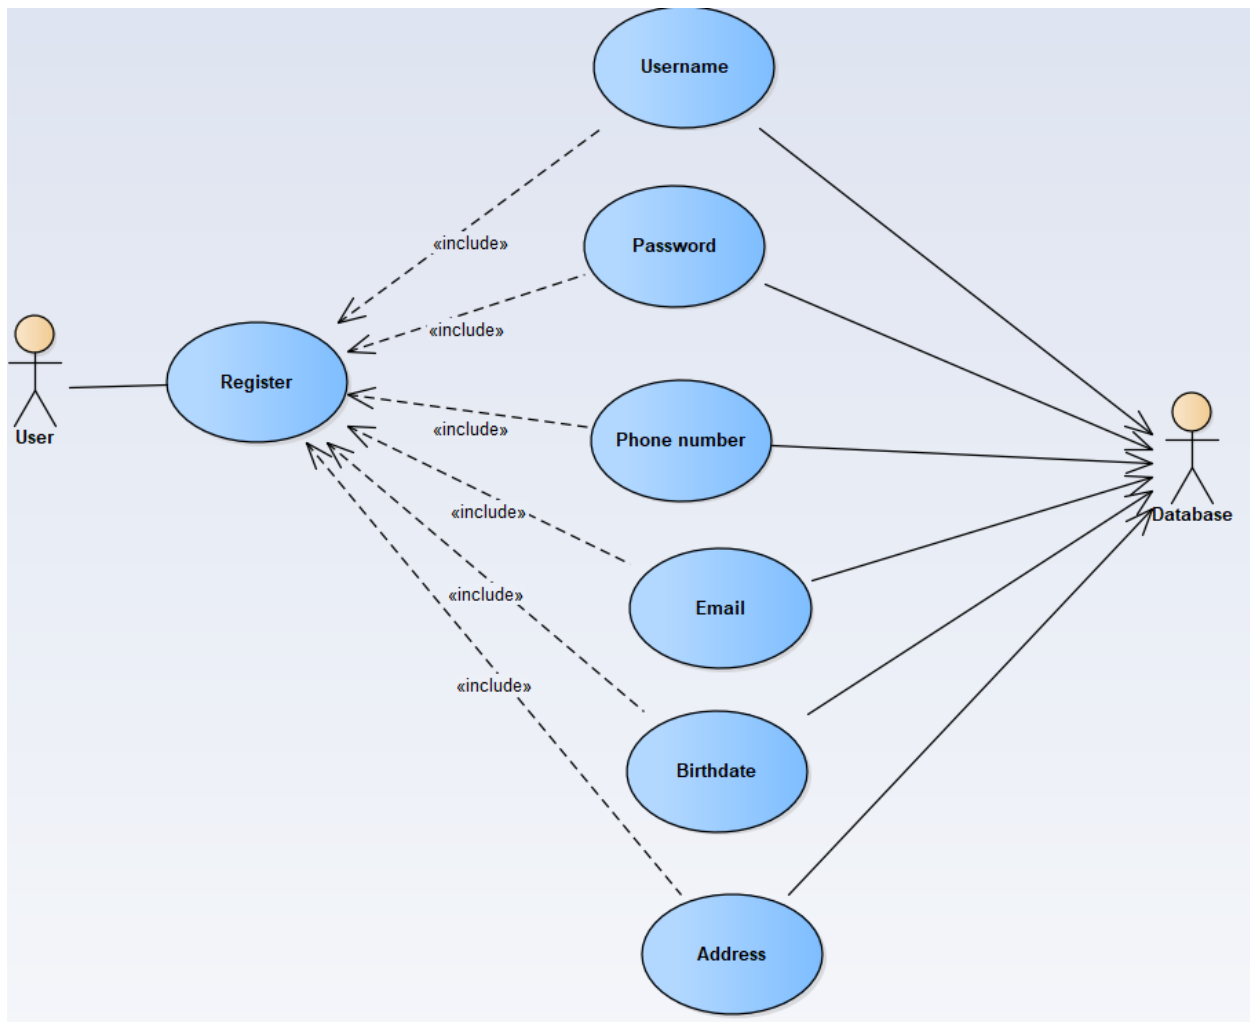 Username
«include»
Password
«include»
Register
User
«include»
Phone number
Database
«include»
Email
«include»
Birthdate
«include»
Address